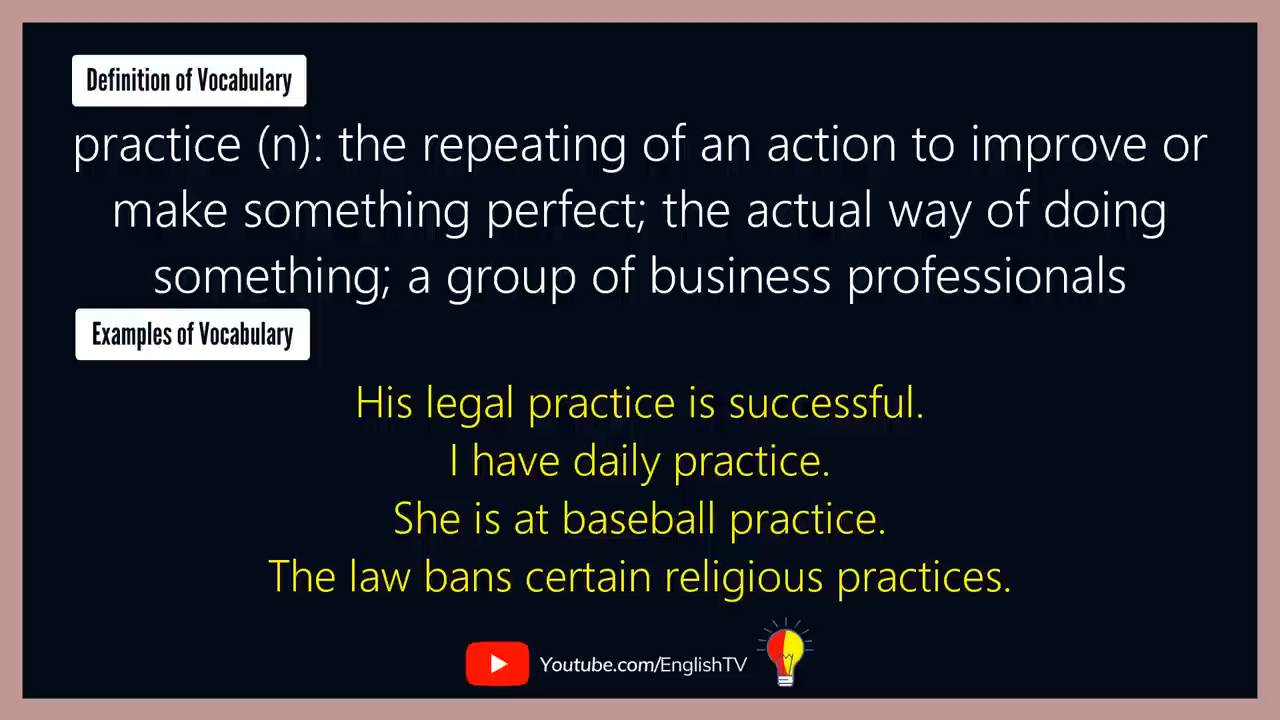 Definition of Vocabulary
practice (n): the repeating of an action to improve or
make something perfect; the actual way of doing
something; a group of business professionals
Examples of Vocabulary
His legal practice is successful.
I have daily practice.
She is at baseball practice.
The law bans certain religious practices.
Youtube.com/EnglishTV